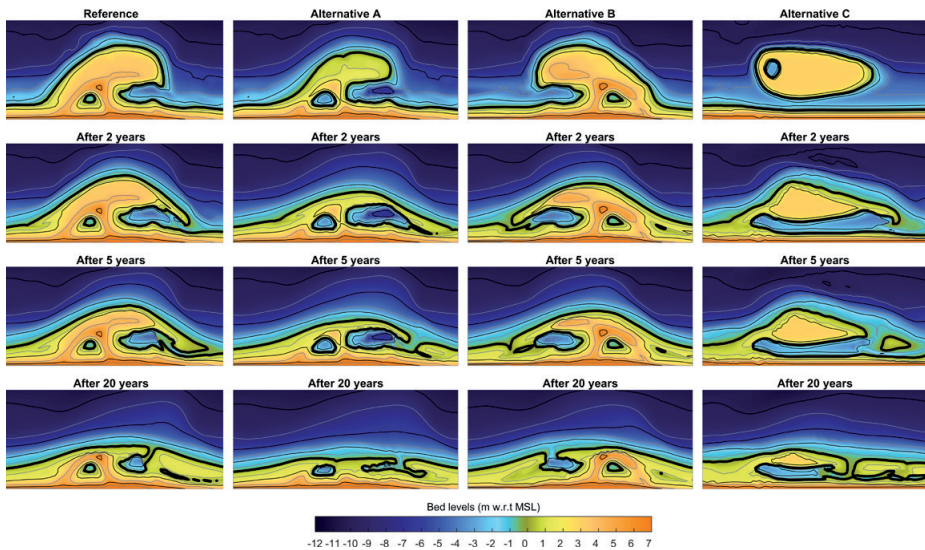 Reference Alternative A Alternative B Alternative C
After 2 years After 2 years After 2 years After 2 years
After 5 years After 5 years After 5 years After 5 years
After 20 years After 20 years After 20 years After 20 years
Bed levels (m w.r.t MSL)
-12 -11 -10 -9 -8 -7 -6 -5 -4 -3 -2 -1 0 1 2 3 4 5 6 7